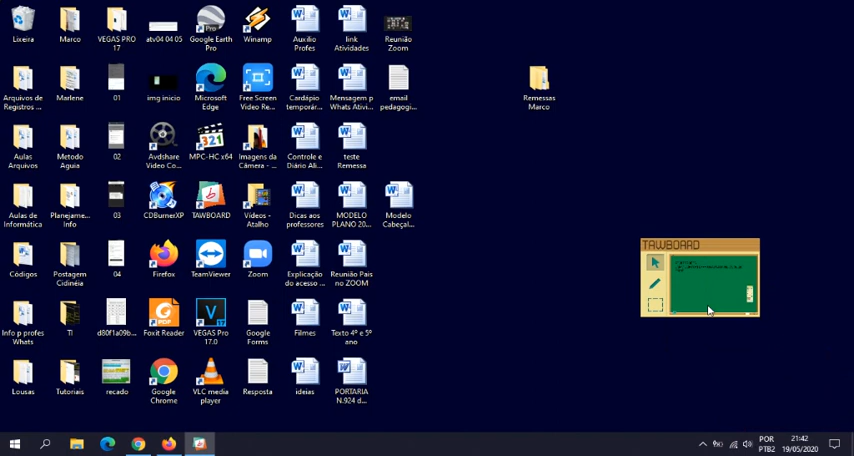 Lixeira
Marco
VEGAS PRO
17
atv04 04 05
Google Earth
Pro
Winamp
Auxilio
Profes
link
Atividades
Reunião
Zoom
Arquivos de
Registros ...
Marlene
01
img inicio
Microsoft
Edge
Free Screen
Video Re...
Cardápio
temporár...
Mensagem p
Whats Ativi...
email
pedagogi...
Remessas
Marco
Aulas
Arquivos
Metodo
Aguia
02
Avdshare
Video Co...
MPC-HC x64
Imagens da
Câmera - ...
Controle e
Diário Ali...
teste
Remessa
Aulas de
Informática
Planejame...
Info
03
CDBurnerXP
TAWBOARD
Vídeos -
Atalho
Dicas aos
professores
MODELO
PLANO 20...
Modelo
Cabeçal...
TAWBOARD
Códigos
Postagem
Cidinéia
04
Firefox
TeamViewer
Zoom
Explicação
do acesso ...
Reunião Pais
no ZOOM
Info p profes
Whats
TI
d80f1a09b...
Foxit Reader
VEGAS Pro
17.0
Google
Forms
Filmes
Texto 4º e 5º
ano
Lousas
Tutoriais
recado
Google
Chrome
VLC media
player
Resposta
ideias
PORTARIA
N.924 d...
POR
PTB2
21:42
19/05/2020